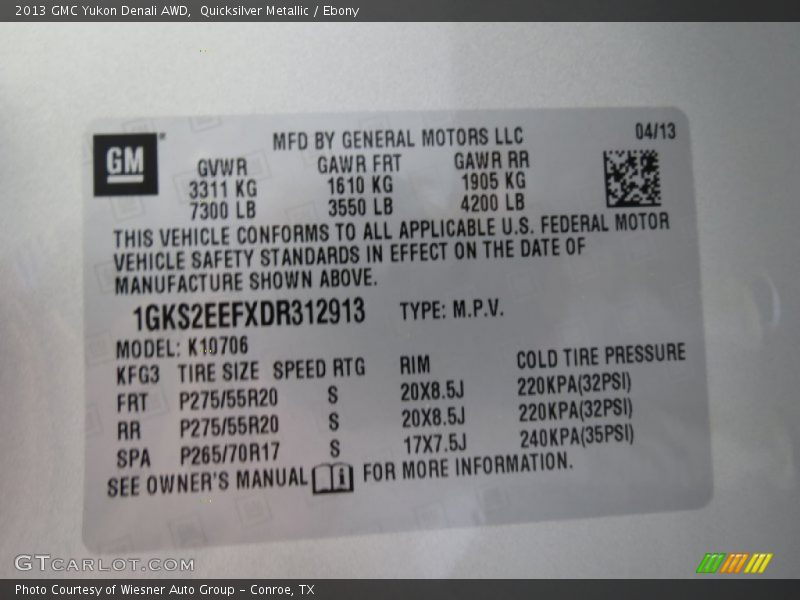 2013 GMC Yukon Denali AWD,  Quicksilver Metallic / Ebony
GM
MFD BY GENERAL MOTORS LLC
04/13
GVWR GAWR FRT GAWR RR
3311 KG 1610 KG 1905 KG
7300 LB 3550 LB 4200 LB
THIS VEHICLE CONFORMS TO ALL APPLICABLE U.S. FEDERAL MOTOR
VEHICLE SAFETY STANDARDS IN EFFECT ON THE DATE OF
MANUFACTURE SHOWN ABOVE.
1GKS2EEFXDR312913 TYPE: M.P.V.
MODEL: K10706
KFG3 TIRE SIZE SPEED RTG RIM COLD TIRE PRESSURE
FRT P275/55R20 S 20X8.5J 220KPA(32PSI)
RR P275/55R20 S 20X8.5J 220KPA(32PSI)
SPA P265/70R17 S 17X7.5J 240KPA(35PSI)
SEE OWNER'S MANUAL FOR MORE INFORMATION.
GTCARLOT.COM
Photo Courtesy of Wiesner Auto Group - Conroe, TX